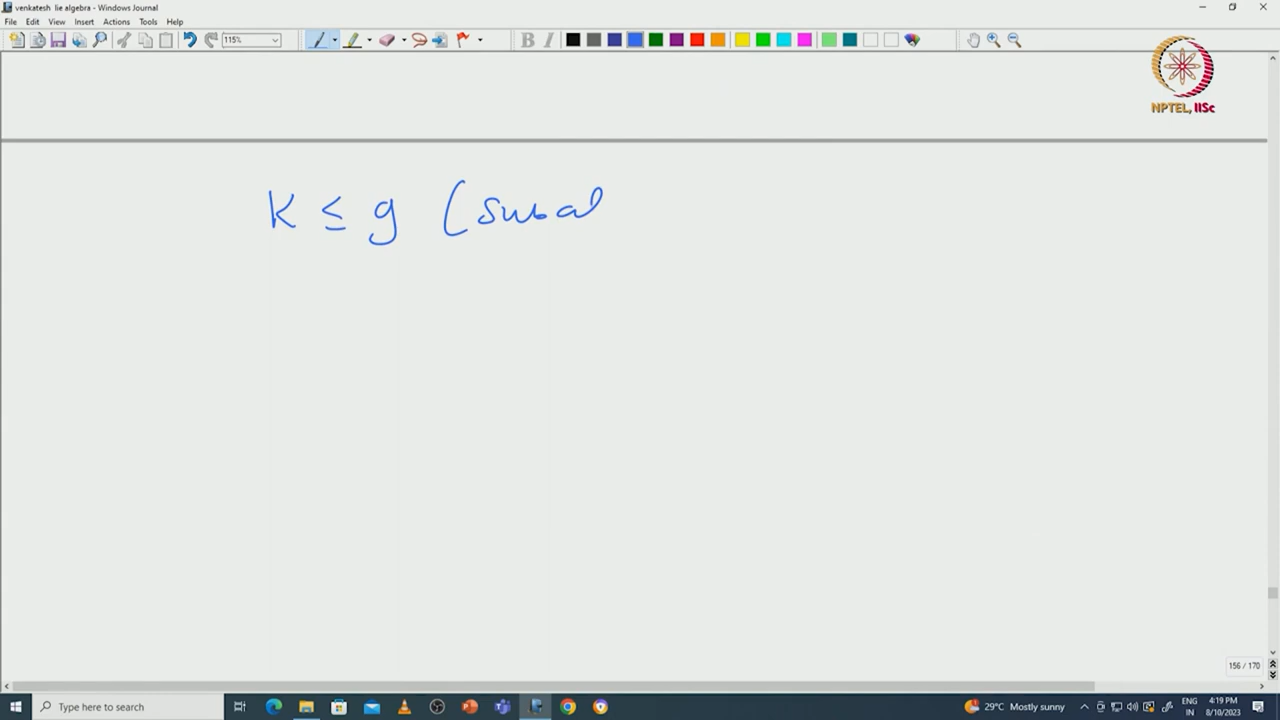 venkatesh lie algebra - Windows Journal
File Edit View Insert Actions Tools Help
115%
B I
NPTEL, IISc
K ≤ g (subal
156 / 170
Type here to search
29°C Mostly sunny
ENG
IN
4:19 PM
8/10/2023